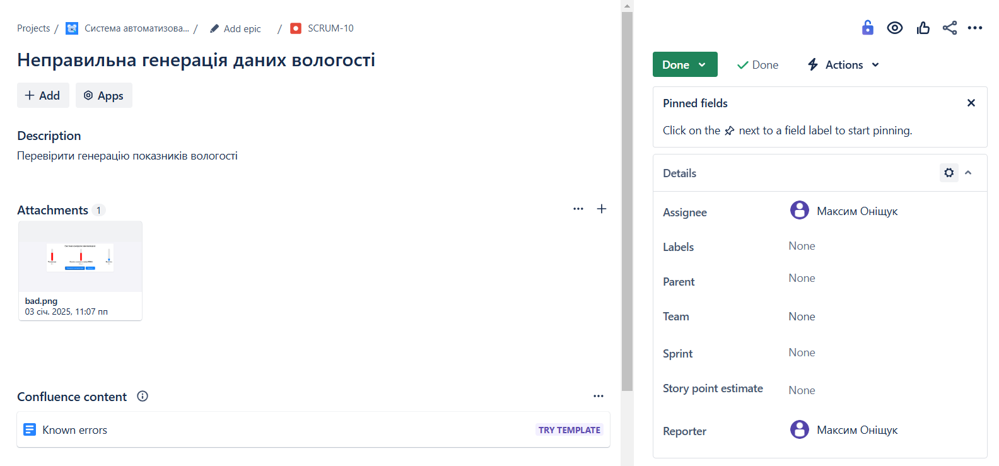 Projects / Система автоматизова... / Add epic / SCRUM-10
Неправильна генерація даних вологості
Add Apps
Description
Перевірити генерацію показників вологості
Attachments 1
bad.png
03 січ. 2025, 11:07 пп
Confluence content
Known errors TRY TEMPLATE
Done Done Actions
Pinned fields
Click on the next to a field label to start pinning.
Details
Assignee Максим Оніщук
Labels None
Parent None
Team None
Sprint None
Story point estimate None
Reporter Максим Оніщук